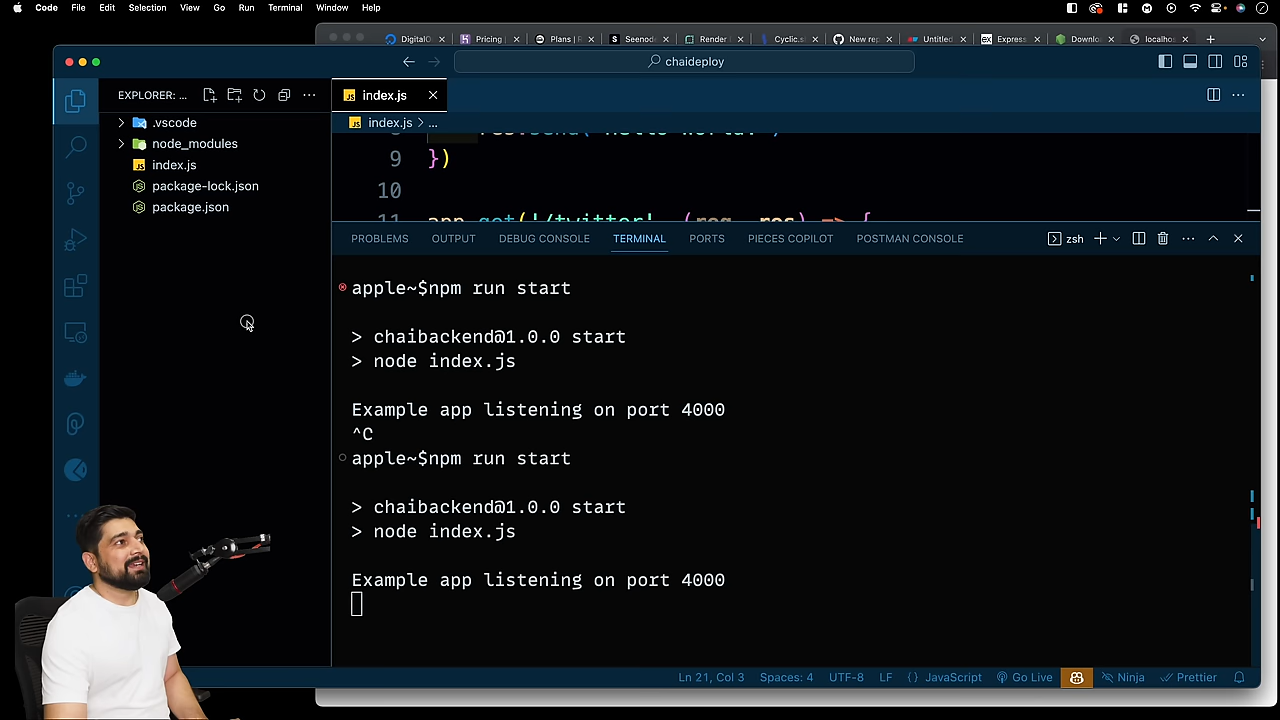 Code File Edit Selection View Go Run Terminal Window Help
DigitalO Pricing | Plans | R Seenode Render | Cyclic.s New rep Untitled Express Downlo localhos
chaideploy
EXPLORER: ...
.vscode
node_modules
index.js
package-lock.json
package.json
index.js
index.js > ...
9 })
10
11 app.get('/twitter', (req, res) => {
PROBLEMS OUTPUT DEBUG CONSOLE TERMINAL PORTS PIECES COPILOT POSTMAN CONSOLE
zsh
apple~$npm run start
> chaibackend@1.0.0 start
> node index.js
Example app listening on port 4000
^C
apple~$npm run start
> chaibackend@1.0.0 start
> node index.js
Example app listening on port 4000
Ln 21, Col 3 Spaces: 4 UTF-8 LF {} JavaScript Go Live Ninja Prettier